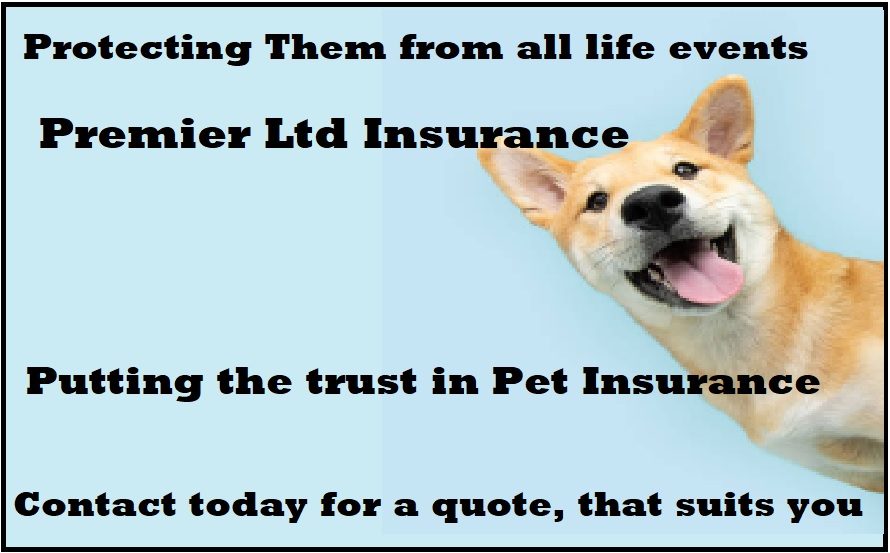 Protecting Them from all life events
Premier Ltd Insurance
Putting the trust in Pet Insurance
Contact today for a quote, that suits you